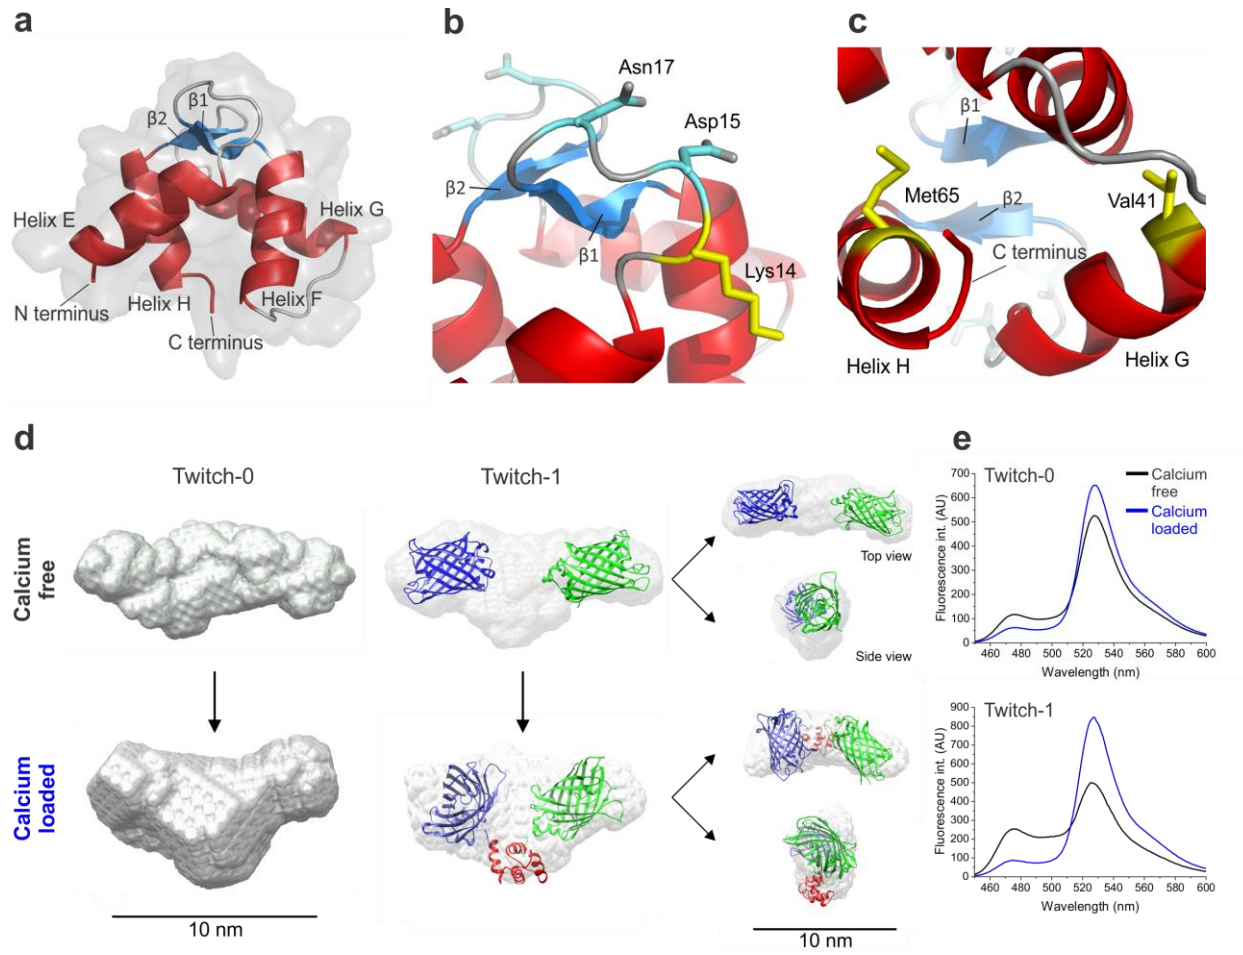 a
β1
β2
Helix E
Helix G
N terminus
Helix H
Helix F
C terminus
b
Asn17
Asp15
β2
β1
Lys14
c
β1
Met65
Val41
β2
C terminus
Helix H
Helix G
d
Twitch-0
Twitch-1
Calcium
free
Top view
Side view
Calcium
loaded
10 nm
10 nm
e
Twitch-0
Calcium
free
Calcium
loaded
Fluorescence int. (AU)
700
600
500
400
300
200
100
0
460 480 500 520 540 560 580 600
Wavelength (nm)
Twitch-1
Fluorescence int. (AU)
900
800
700
600
500
400
300
200
100
0
460 480 500 520 540 560 580 600
Wavelength (nm)